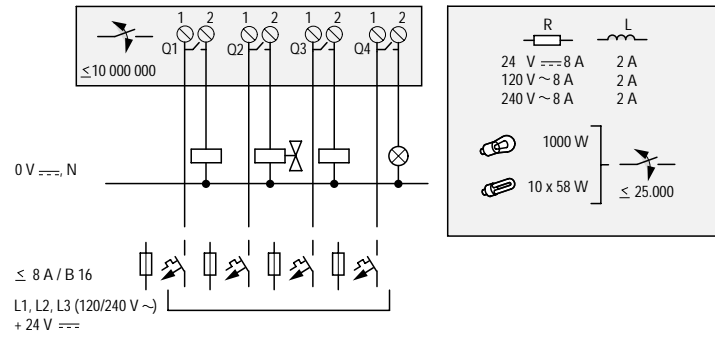 1 2 1 2 1 2 1 2
Q1 Q2 Q3 Q4
≤10 000 000
0 V ⎓, N
≤ 8 A / B 16
L1, L2, L3 (120/240 V ~)
+ 24 V ⎓
R L
24 V ⎓ 8 A 2 A
120 V ~ 8 A 2 A
240 V ~ 8 A 2 A
1000 W
10 x 58 W
≤ 25.000